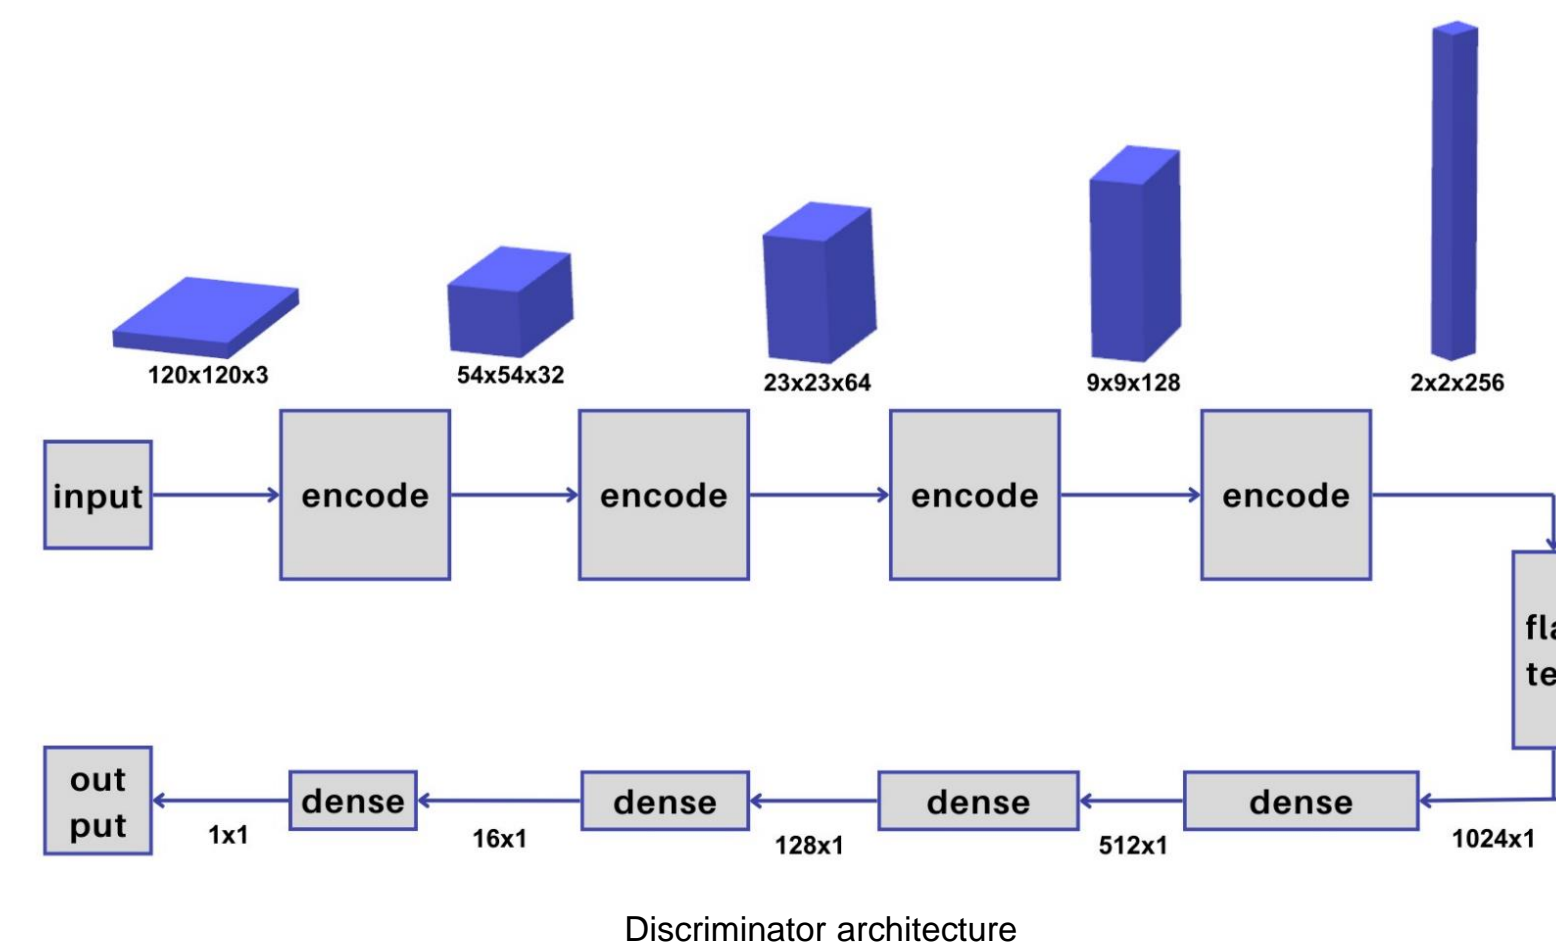 120x120x3
54x54x32
23x23x64
9x9x128
2x2x256
input
encode
encode
encode
encode
out
put
dense
dense
dense
dense
1x1
16x1
128x1
512x1
1024x1
Discriminator architecture